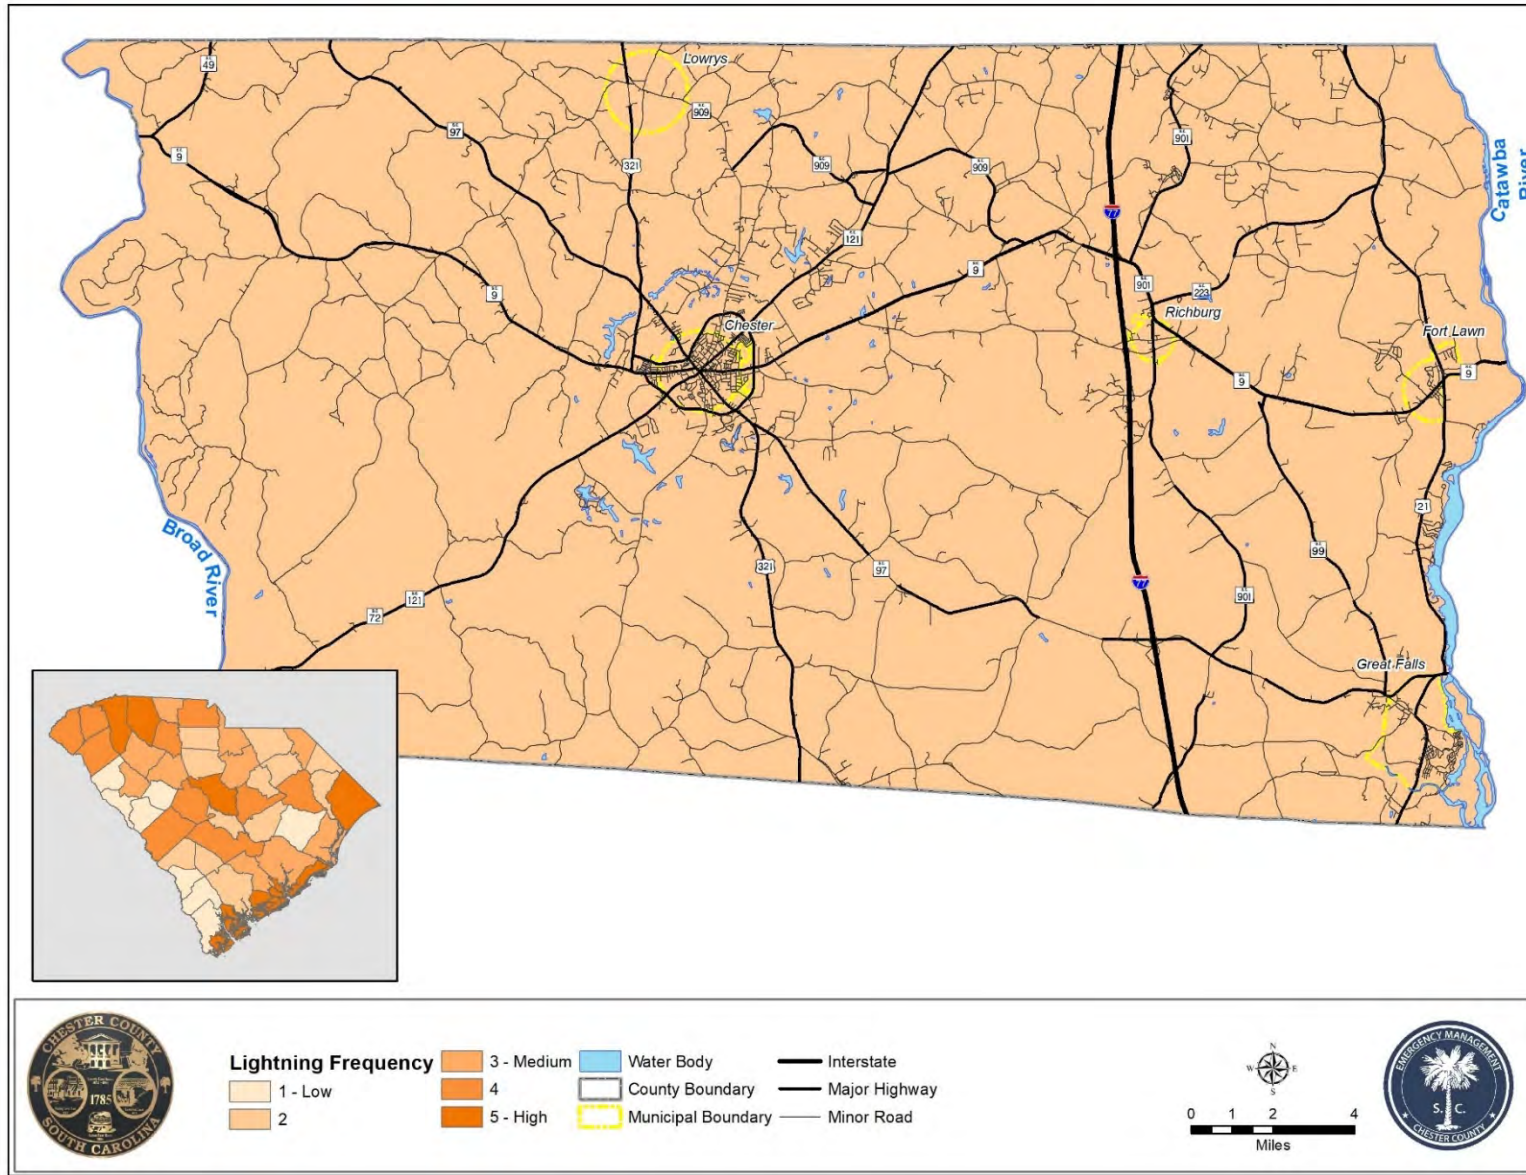 Lowrys
49
S.C. 97
S.C. 909
S.C. 9
321
S.C. 909
S.C. 909
S.C. 901
Catawba
River
77
S.C. 121
S.C. 9
S.C. 9
S.C. 901
S.C. 223
Richburg
Chester
Fort Lawn
S.C. 9
S.C. 9
21
Broad River
S.C. 99
321
S.C. 97
77
S.C. 901
S.C. 121
S.C. 72
Great Falls
CHESTER COUNTY
1785
SOUTH CAROLINA
Lightning Frequency
1 - Low
2
3 - Medium
4
5 - High
Water Body
County Boundary
Municipal Boundary
Interstate
Major Highway
Minor Road
N
W E
S
0 1 2 4
Miles
EMERGENCY MANAGEMENT
S. C.
CHESTER COUNTY